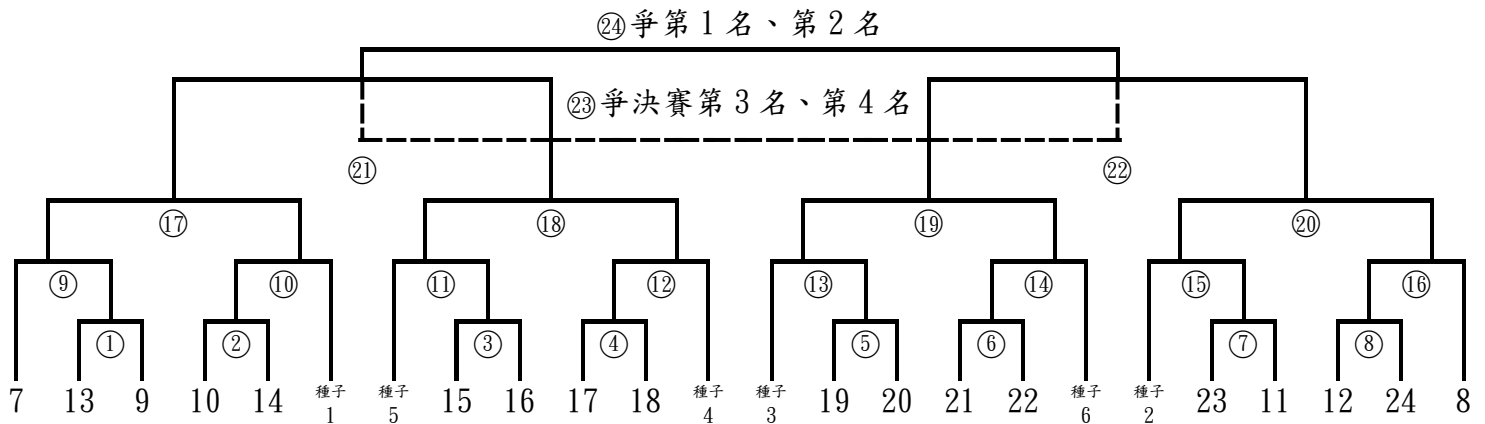 ㉔爭第1名、第2名
㉓爭決賽第3名、第4名
㉑ ㉒
⑰ ⑱ ⑲ ⑳
⑨ ⑩ ⑪ ⑫ ⑬ ⑭ ⑮ ⑯
① ② ③ ④ ⑤ ⑥ ⑦ ⑧
7 13 9 10 14 種子1 種子5 15 16 17 18 種子4 種子3 19 20 21 22 種子6 種子2 23 11 12 24 8